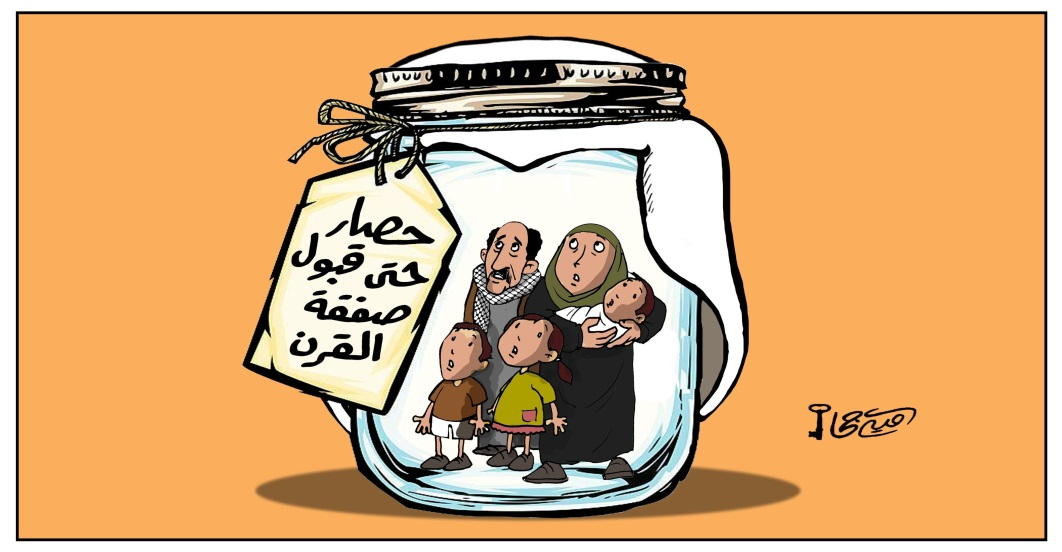 حصار
حتى قبول
صفقة
القرن